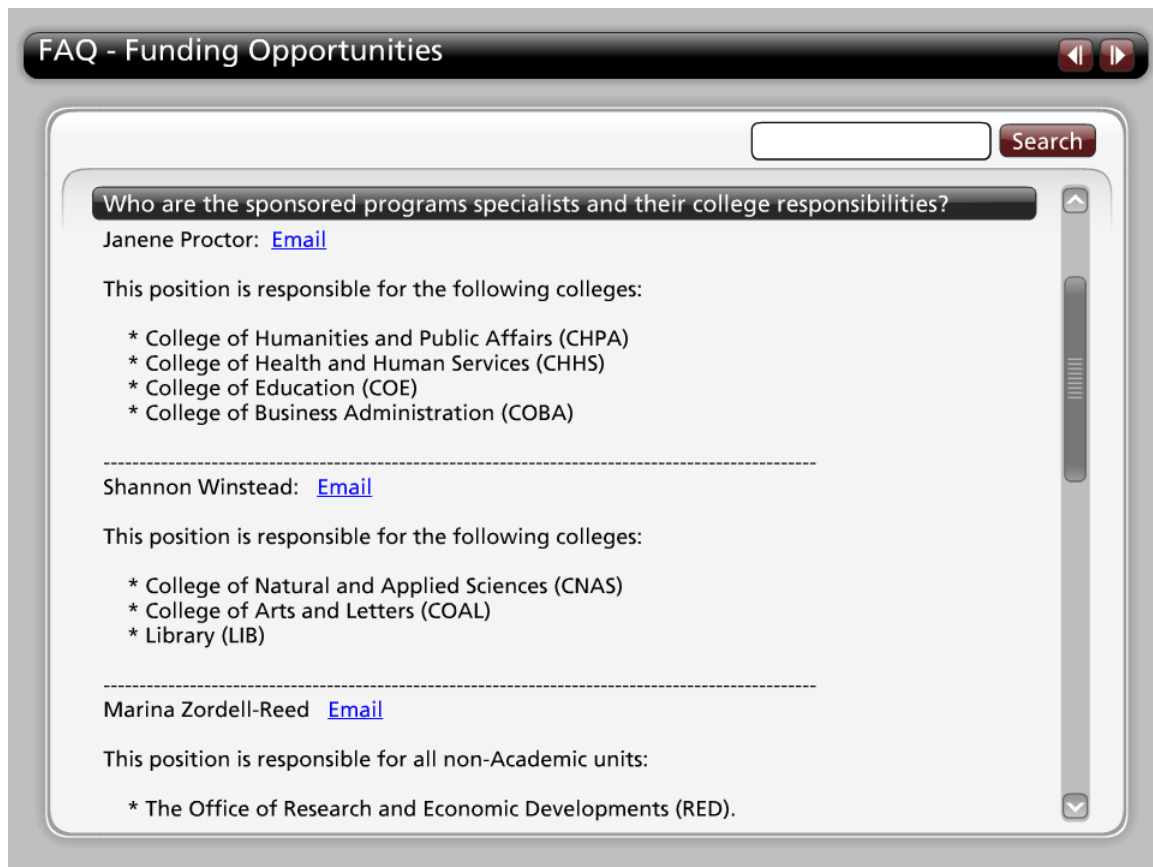 FAQ - Funding Opportunities
Search
Who are the sponsored programs specialists and their college responsibilities?
Janene Proctor: Email
This position is responsible for the following colleges:
* College of Humanities and Public Affairs (CHPA)
* College of Health and Human Services (CHHS)
* College of Education (COE)
* College of Business Administration (COBA)
---------------------------------------------------------------------------------------------------
Shannon Winstead: Email
This position is responsible for the following colleges:
* College of Natural and Applied Sciences (CNAS)
* College of Arts and Letters (COAL)
* Library (LIB)
---------------------------------------------------------------------------------------------------
Marina Zordell-Reed Email
This position is responsible for all non-Academic units:
* The Office of Research and Economic Developments (RED).